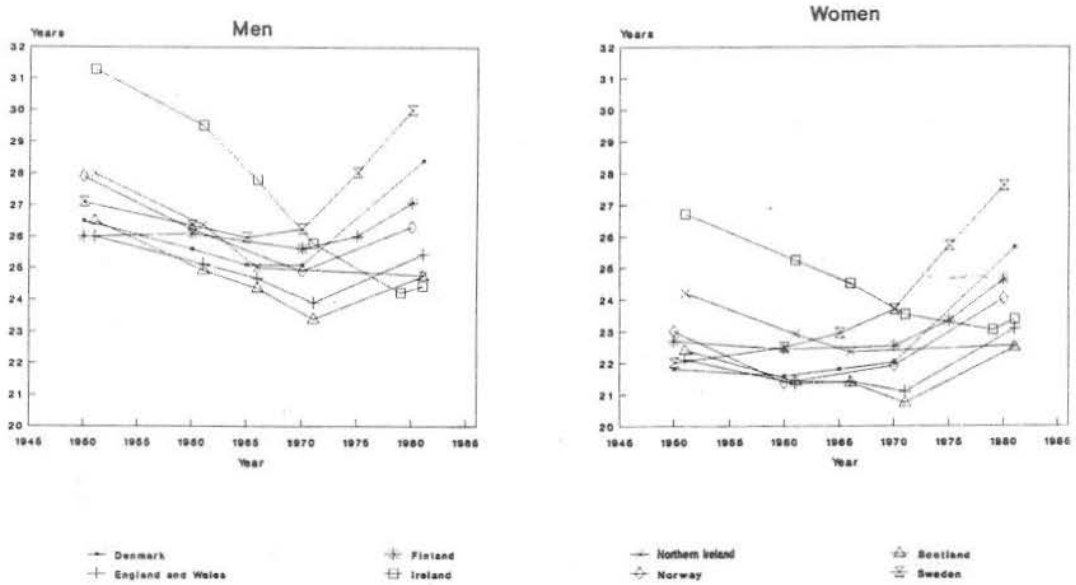 Men
Years
32
31
30
29
28
27
26
25
24
23
22
21
20
1945 1950 1955 1960 1965 1970 1975 1980 1985
Year
Women
Years
32
31
30
29
28
27
26
25
24
23
22
21
20
1945 1950 1955 1960 1965 1970 1975 1980 1985
Year
Denmark
England and Wales
Finland
Ireland
Northern Ireland
Norway
Scotland
Sweden